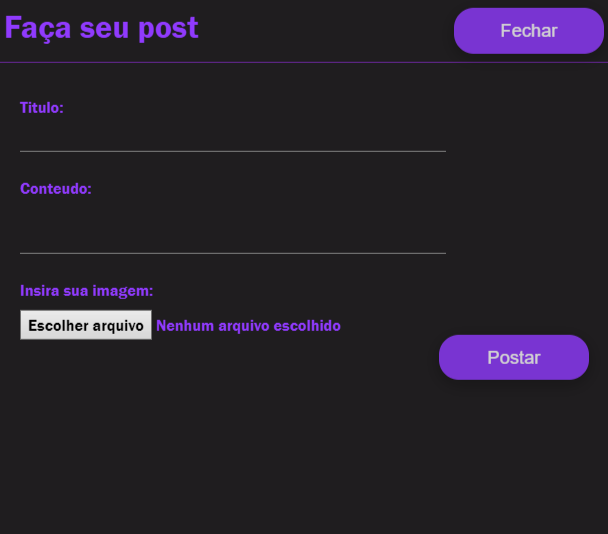 Faça seu post
Fechar
Titulo:
Conteudo:
Insira sua imagem:
Escolher arquivo Nenhum arquivo escolhido
Postar